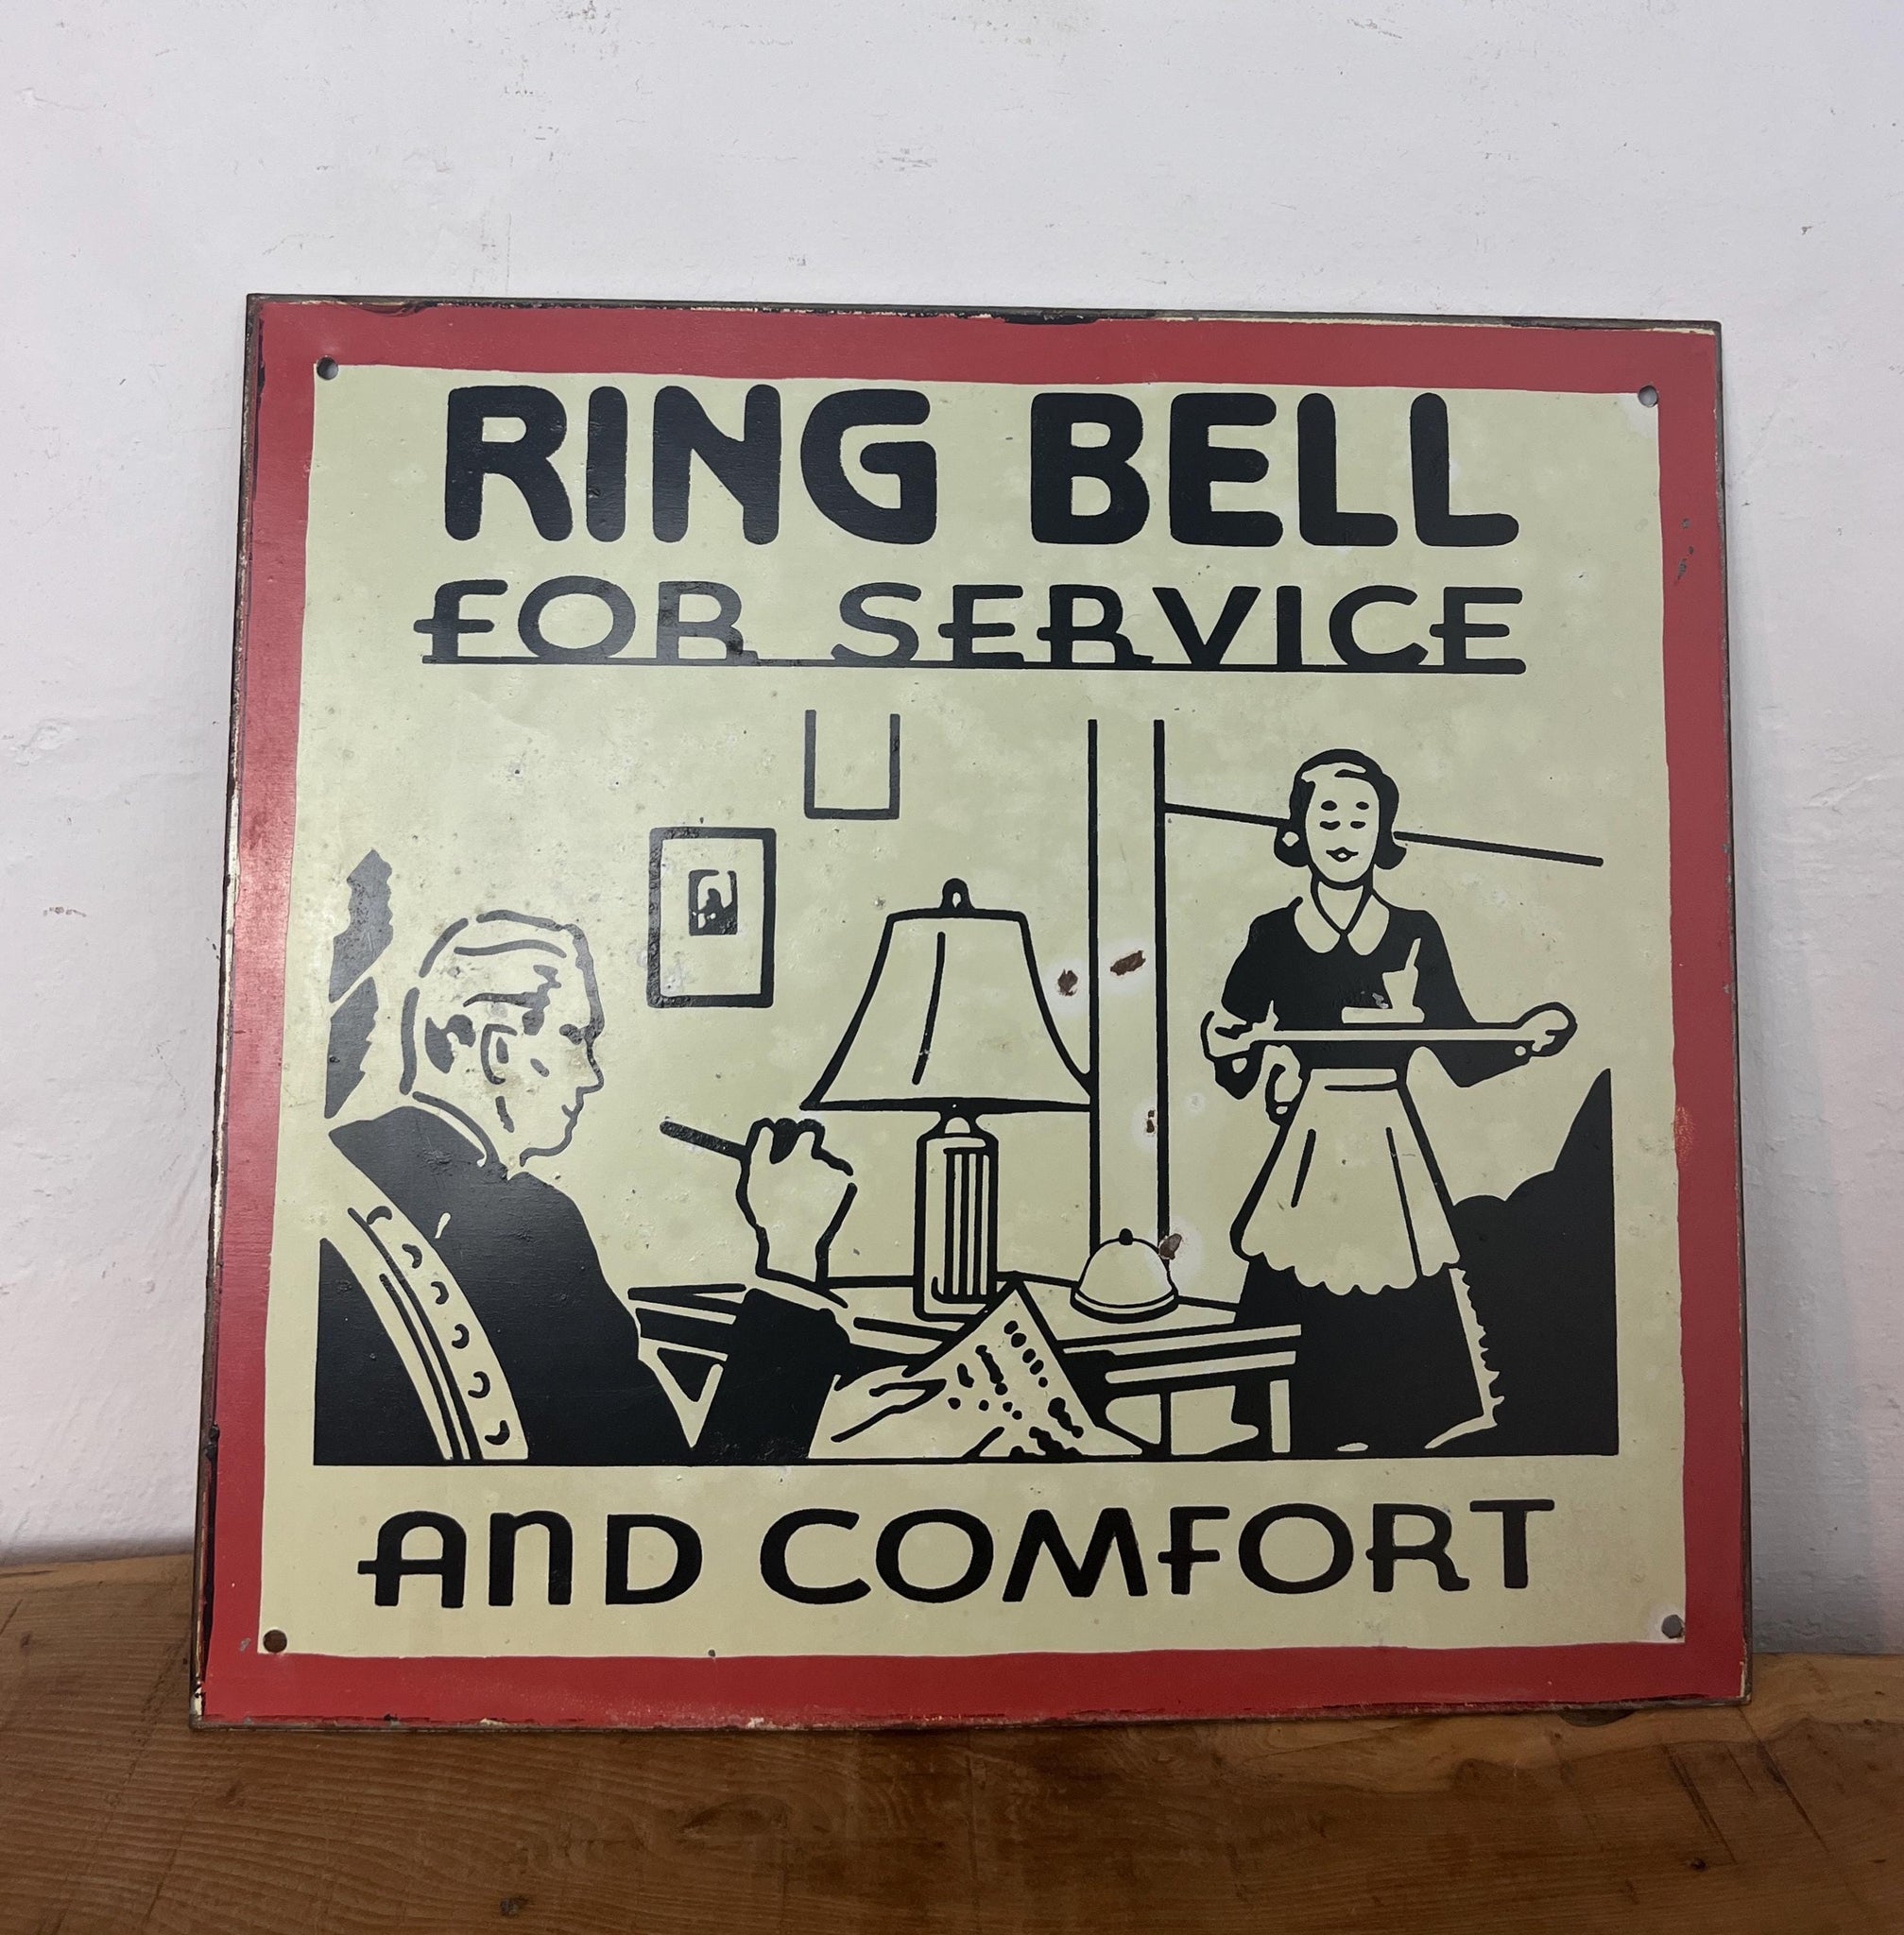 RING BELL
FOR SERVICE
AND COMFORT